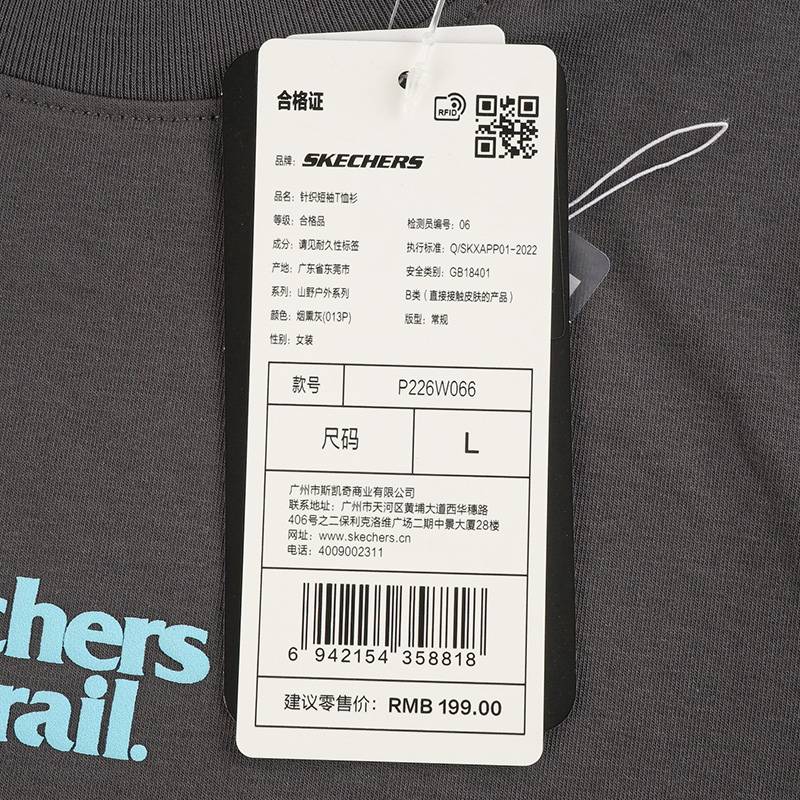 合格证
RFID
品牌: SKECHERS
品名: 针织短袖T恤衫
等级: 合格品 检测员编号: 06
成分: 请见耐久性标签 执行标准: Q/SKXAPP01-2022
产地: 广东省东莞市 安全类别: GB18401
系列: 山野户外系列 B类（直接接触皮肤的产品）
颜色: 烟熏灰(013P) 版型: 常规
性别: 女装
款号 P226W066
尺码 L
广州市斯凯奇商业有限公司
联系地址: 广州市天河区黄埔大道西华穗路
406号之二保利克洛维广场二期中景大厦28楼
网址: www.skechers.cn
电话: 4009002311
6 942154 358818
建议零售价: RMB 199.00
chers
rail.